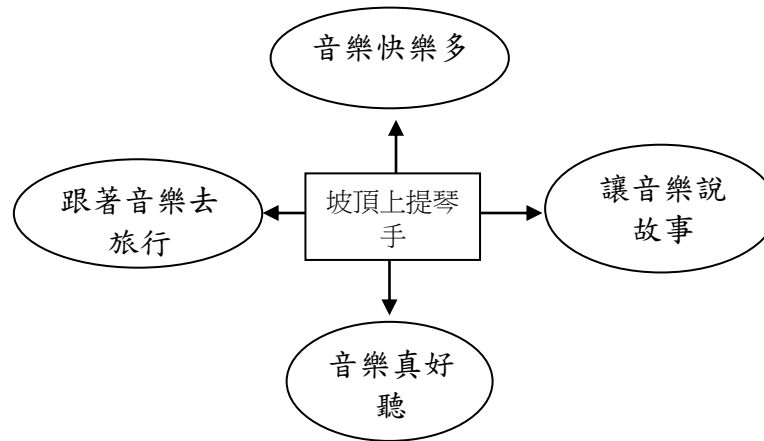 音樂快樂多
跟著音樂去
旅行
坡頂上提琴
手
讓音樂說
故事
音樂真好
聽